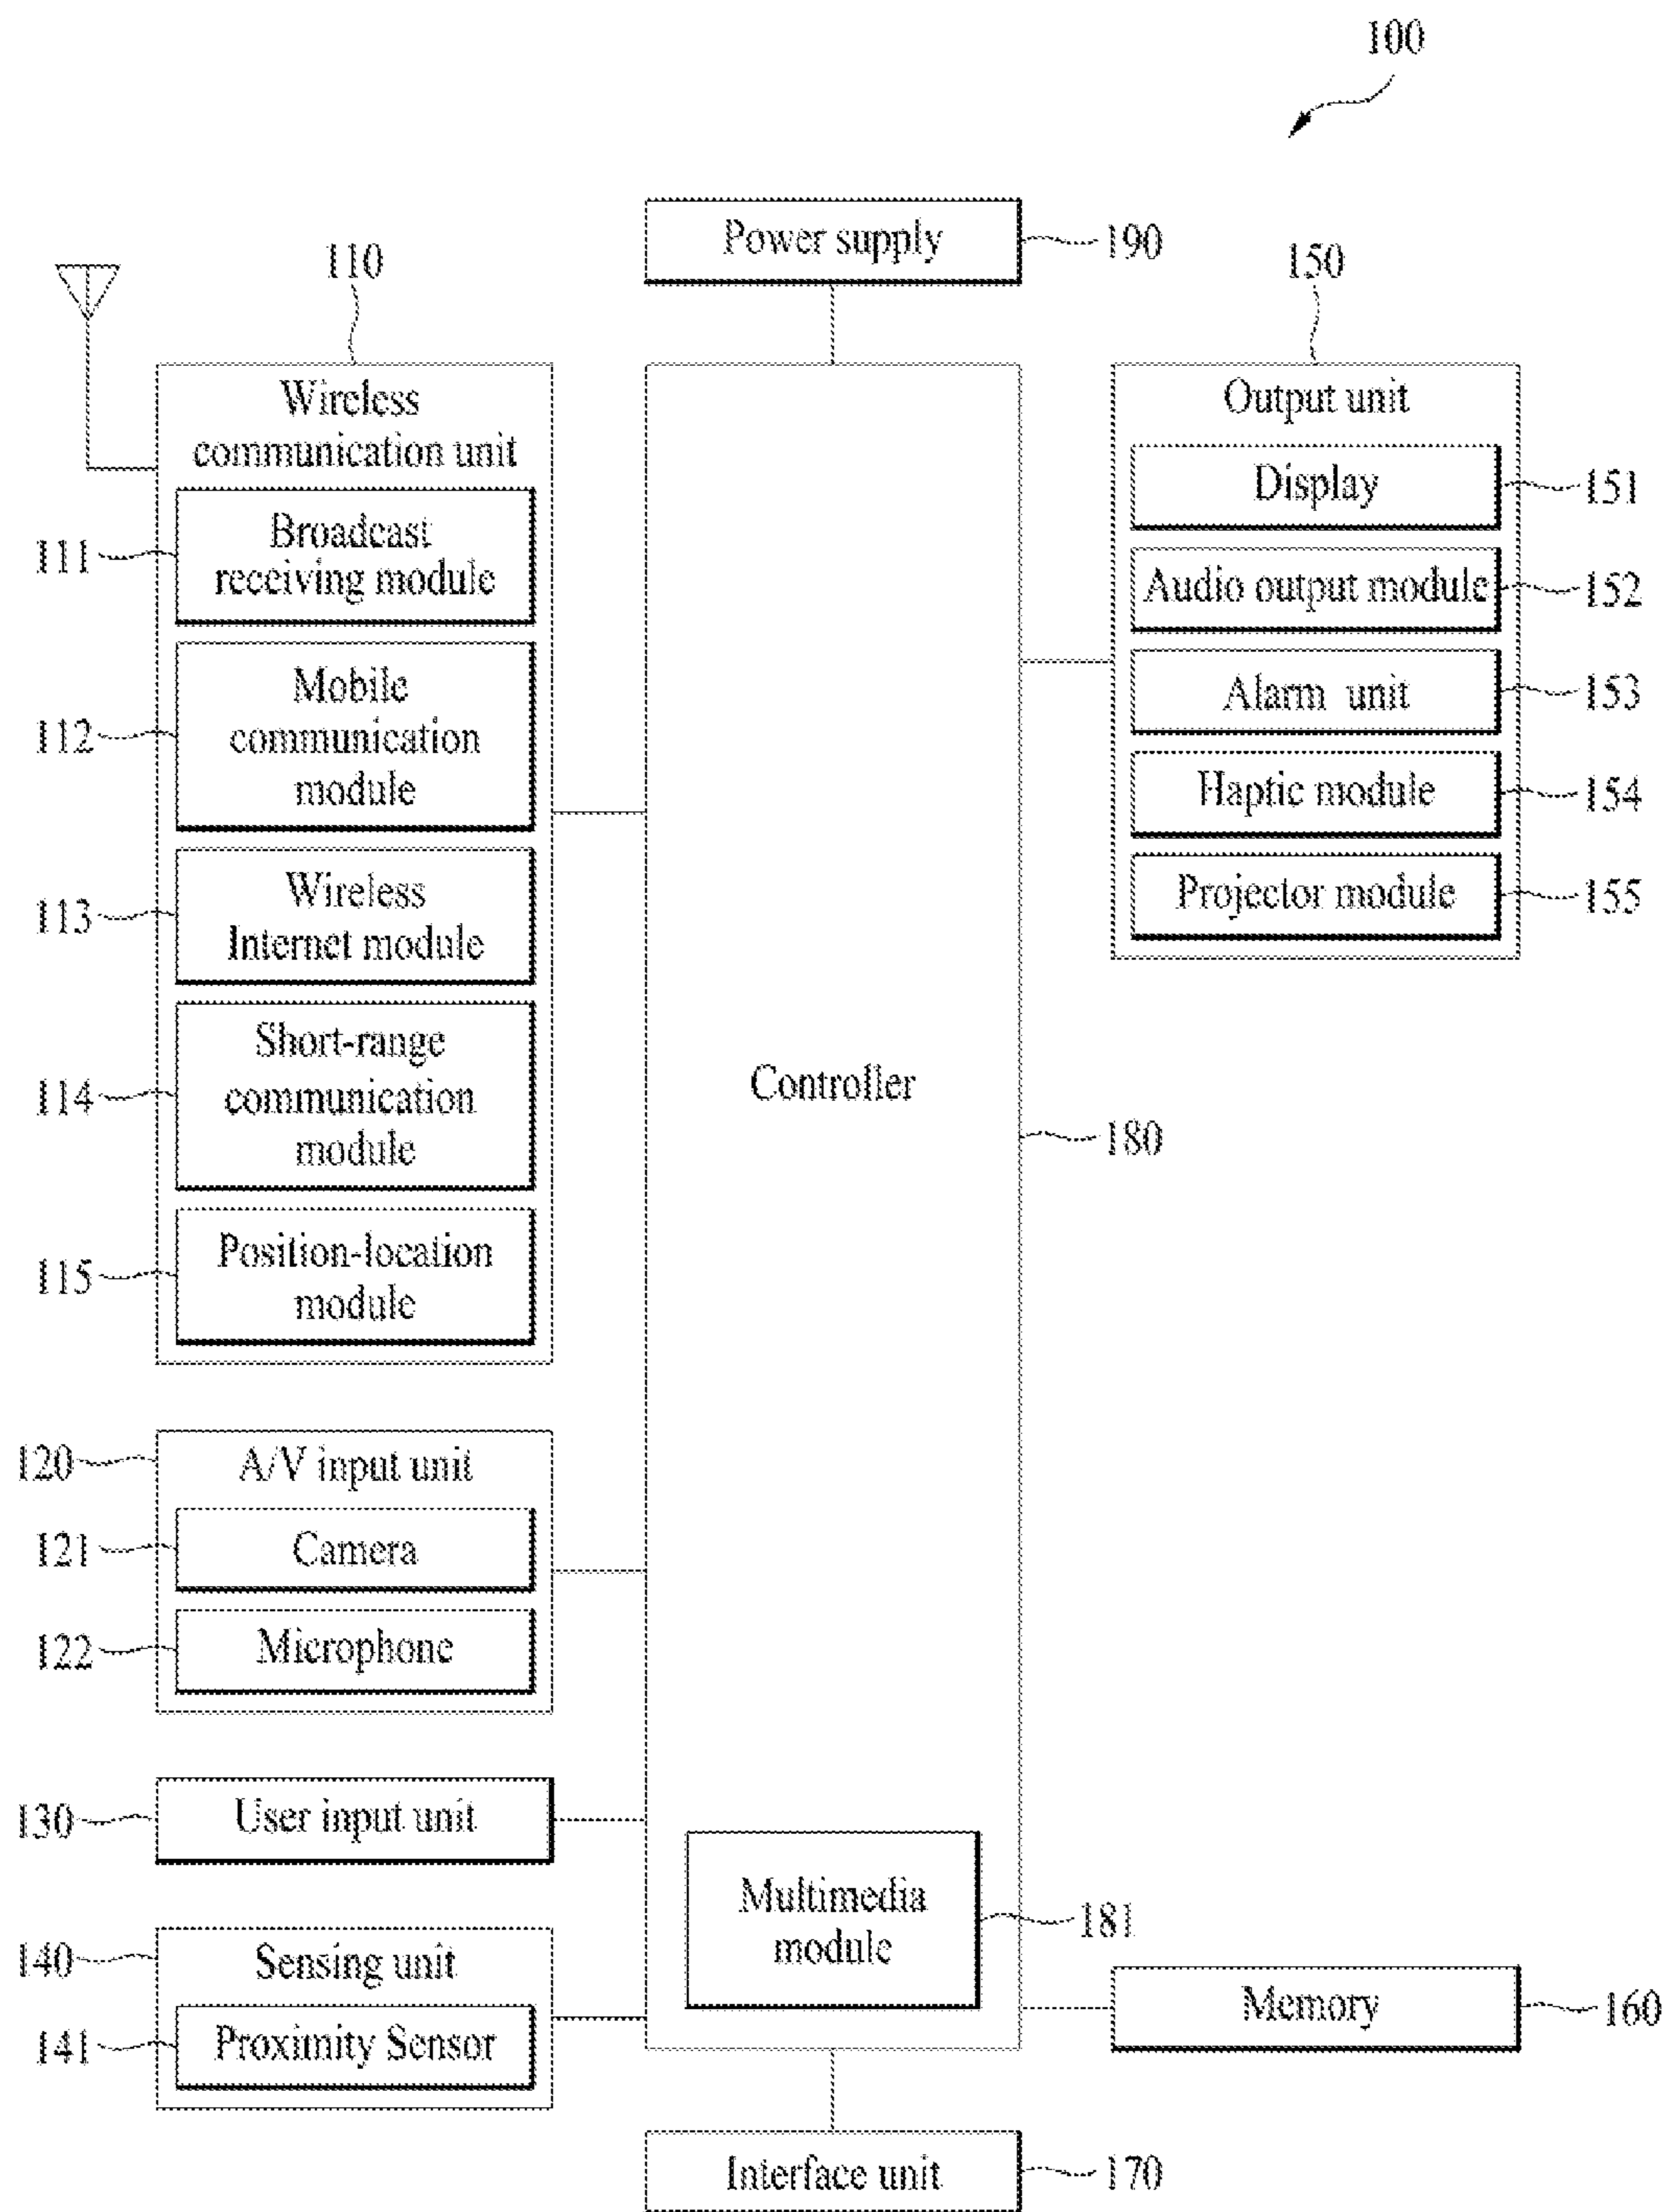 100
Power supply
190
110
Wireless
communication unit
111
Broadcast
receiving module
112
Mobile
communication
module
113
Wireless
Internet module
114
Short-range
communication
module
115
Position-location
module
120
A/V input unit
121
Camera
122
Microphone
130
User input unit
140
Sensing unit
141
Proximity Sensor
Controller
180
Multimedia
module
181
150
Output unit
Display
151
Audio output module
152
Alarm unit
153
Haptic module
154
Projector module
155
Memory
160
Interface unit
170